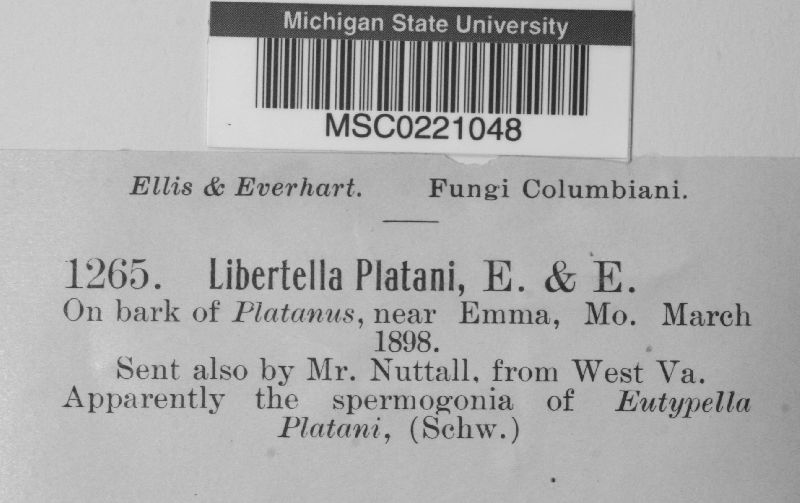 Michigan State University
MSC0221048
Ellis & Everhart. Fungi Columbiani.
1265. Libertella Platani, E. & E.
On bark of Platanus, near Emma, Mo. March
1898.
Sent also by Mr. Nuttall, from West Va.
Apparently the spermogonia of Eutypella
Platani, (Schw.)